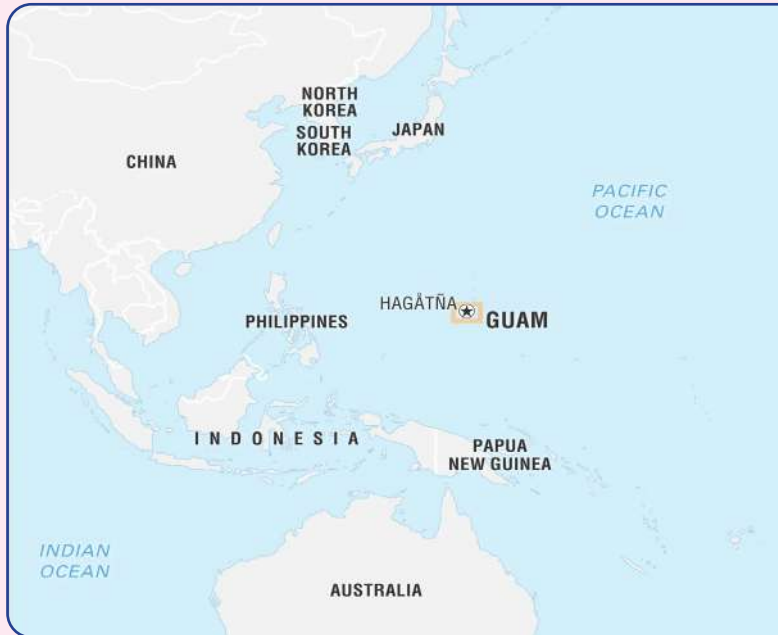 NORTH
KOREA
SOUTH
KOREA
JAPAN
CHINA
PACIFIC
OCEAN
HAGÅTÑA
GUAM
PHILIPPINES
INDONESIA
PAPUA
NEW GUINEA
INDIAN
OCEAN
AUSTRALIA